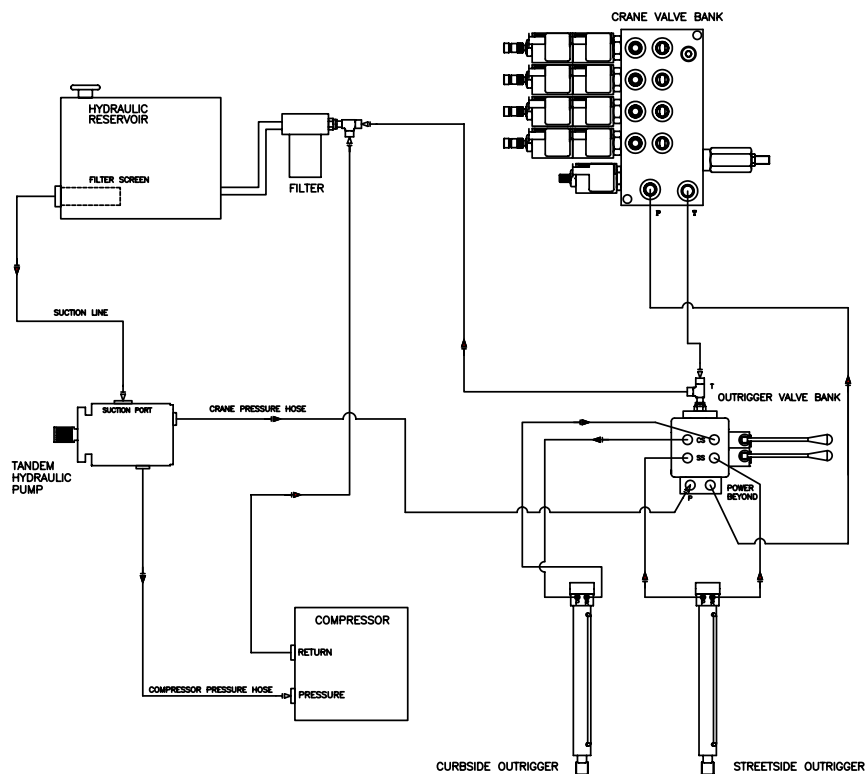 CRANE VALVE BANK
HYDRAULIC
RESERVOIR
FILTER SCREEN
FILTER
P
T
SUCTION LINE
SUCTION PORT
CRANE PRESSURE HOSE
TANDEM
HYDRAULIC
PUMP
T
OUTRIGGER VALVE BANK
CS
SS
POWER
BEYOND
P
COMPRESSOR
RETURN
COMPRESSOR PRESSURE HOSE
PRESSURE
CURBSIDE OUTRIGGER
STREETSIDE OUTRIGGER